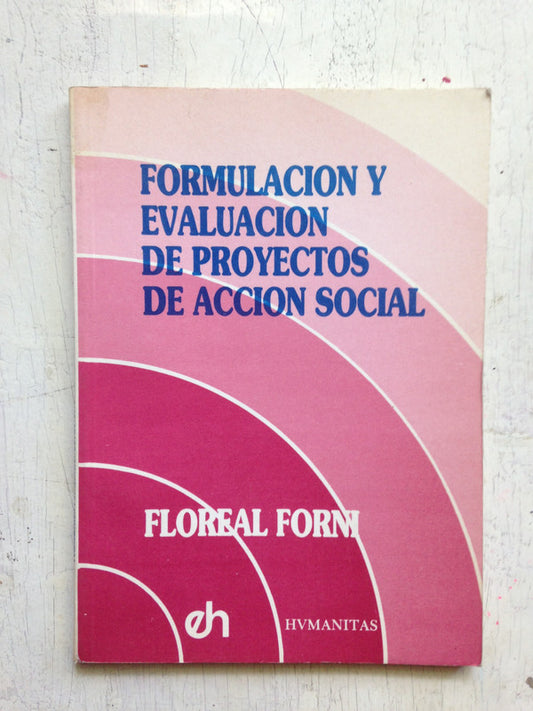 FORMULACION Y
EVALUACION
DE PROYECTOS
DE ACCION SOCIAL
FLOREAL FORNI
eh
HVMANITAS